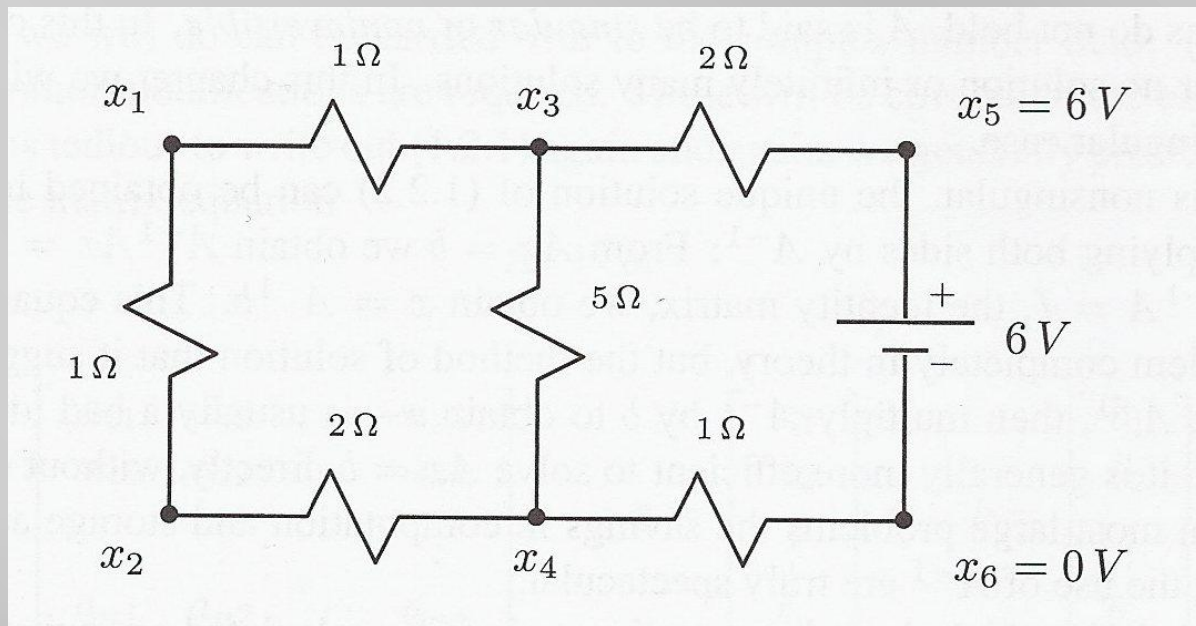 1 Ω 2 Ω
x₁ x₃ x₅ = 6 V
1 Ω 5 Ω + 6 V −
2 Ω 1 Ω
x₂ x₄ x₆ = 0 V